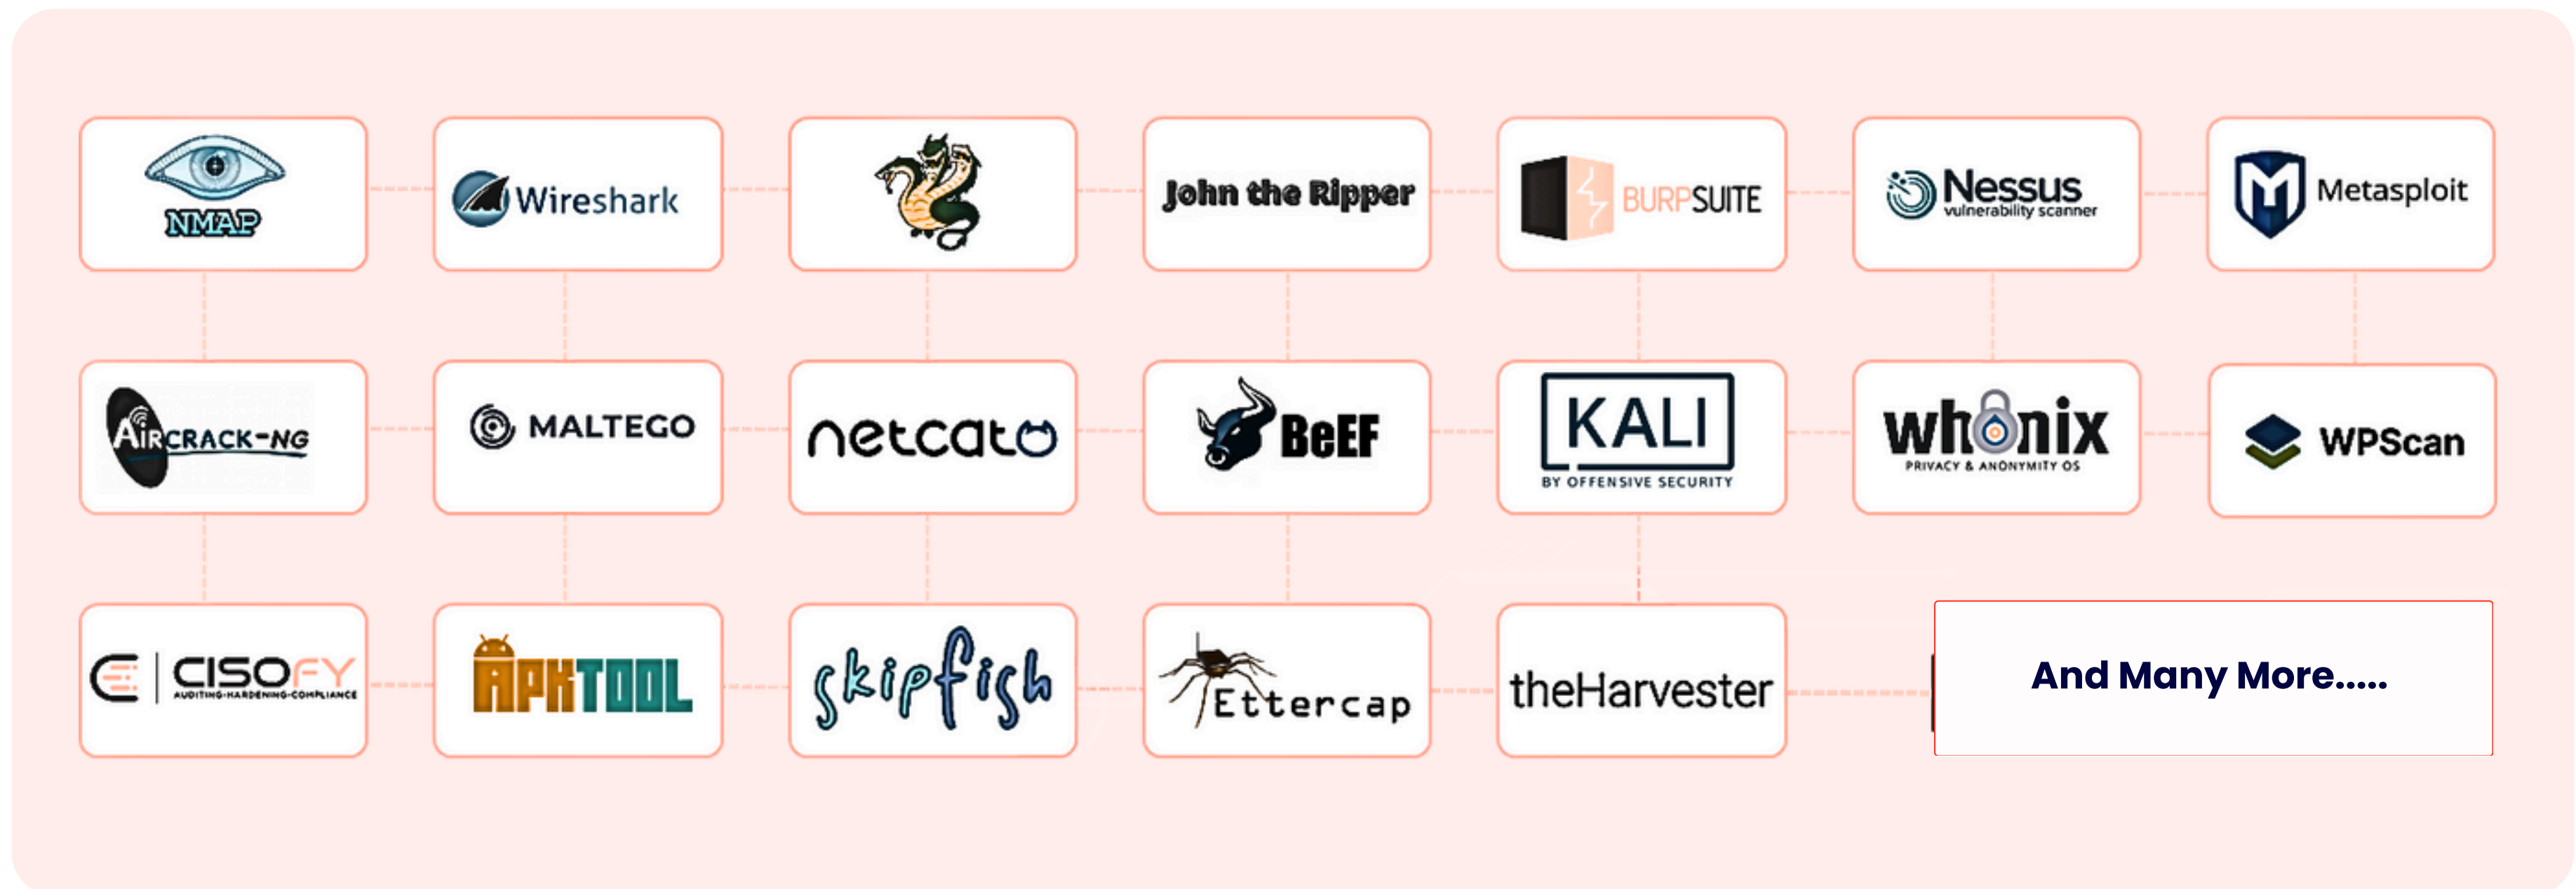 NMAP
Wireshark
John the Ripper
BURPSUITE
Nessus
vulnerability scanner
Metasploit
AIRCRACK-NG
MALTEGO
netcat
BeEF
KALI
BY OFFENSIVE SECURITY
whonix
PRIVACY & ANONYMITY OS
WPScan
CISOFY
AUDITING·HARDENING·COMPLIANCE
APKTOOL
skipfish
Ettercap
theHarvester
And Many More.....